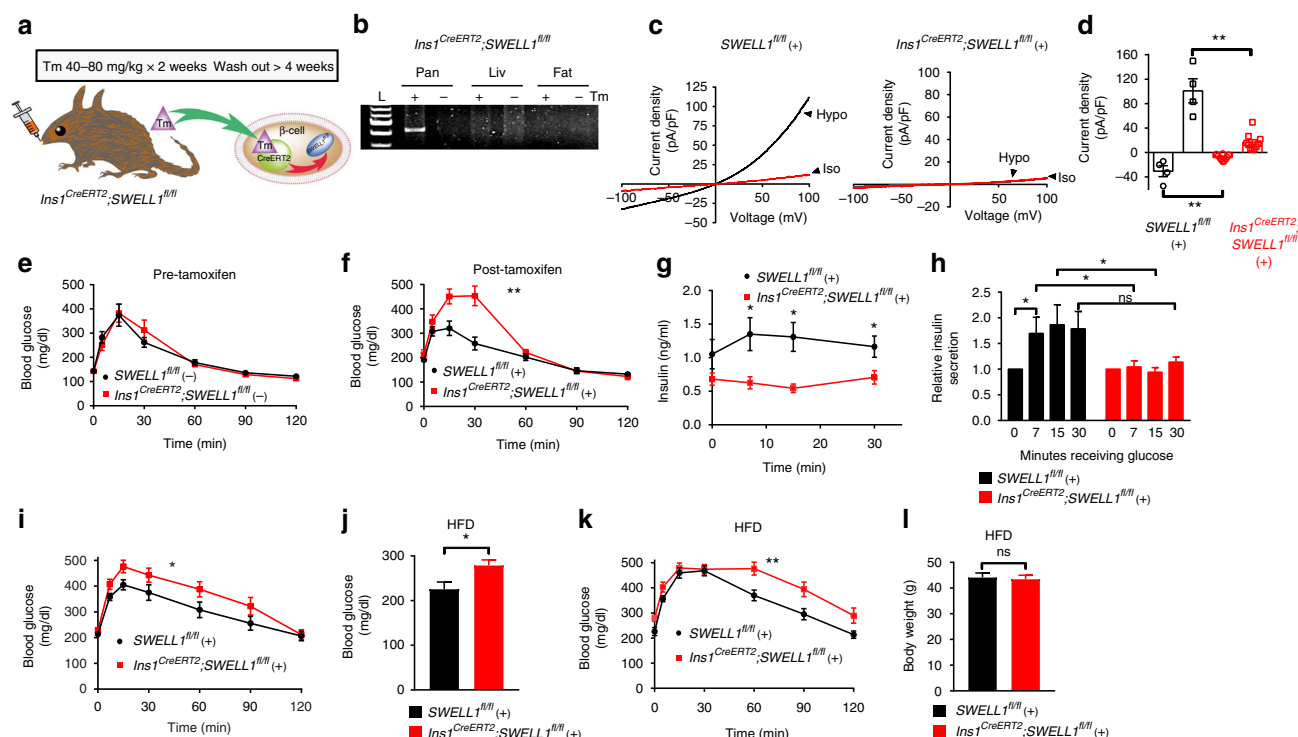 a
Tm 40–80 mg/kg × 2 weeks Wash out > 4 weeks
Tm
β-cell
Tm
CreERT2
SWELL1fl/fl
Ins1CreERT2;SWELL1fl/fl
b
Ins1CreERT2;SWELL1fl/fl
Pan Liv Fat
L + − + − + − Tm
c
SWELL1fl/fl (+)
Current density
(pA/pF)
125
100
75
50
25
−25
−50
−100
50
100
Hypo
Iso
Voltage (mV)
Ins1CreERT2;SWELL1fl/fl (+)
Current density
(pA/pF)
100
80
60
40
20
0
−20
−100
50
100
Hypo
Iso
Voltage (mV)
d
Current density
(pA/pF)
160
120
80
40
0
−40
**
**
SWELL1fl/fl
(+)
Ins1CreERT2;
SWELL1fl/fl
(+)
e
Pre-tamoxifen
Blood glucose
(mg/dl)
500
400
300
200
100
0
SWELL1fl/fl (−)
Ins1CreERT2;SWELL1fl/fl (−)
0 30 60 90 120
Time (min)
f
Post-tamoxifen
Blood glucose
(mg/dl)
500
400
300
200
100
0
**
SWELL1fl/fl (+)
Ins1CreERT2;SWELL1fl/fl (+)
0 30 60 90 120
Time (min)
g
SWELL1fl/fl (+)
Ins1CreERT2;SWELL1fl/fl (+)
Insulin (ng/ml)
2.0
1.5
1.0
0.5
0.0
* * *
0 10 20 30
Time (min)
h
Relative insulin
secretion
2.5
2.0
1.5
1.0
0.5
0.0
*
*
*
ns
0 7 15 30 0 7 15 30
Minutes receiving glucose
SWELL1fl/fl (+)
Ins1CreERT2;SWELL1fl/fl (+)
i
Blood glucose
(mg/dl)
500
400
300
200
100
0
*
SWELL1fl/fl (+)
Ins1CreERT2;SWELL1fl/fl (+)
0 30 60 90 120
Time (min)
j
HFD
*
Blood glucose
(mg/dl)
300
200
100
0
SWELL1fl/fl (+)
Ins1CreERT2;SWELL1fl/fl (+)
k
HFD
Blood glucose
(mg/dl)
500
400
300
200
100
0
**
SWELL1fl/fl (+)
Ins1CreERT2;SWELL1fl/fl (+)
0 30 60 90 120
Time (min)
l
HFD
ns
Body weight (g)
60
40
20
0
SWELL1fl/fl (+)
Ins1CreERT2;SWELL1fl/fl (+)